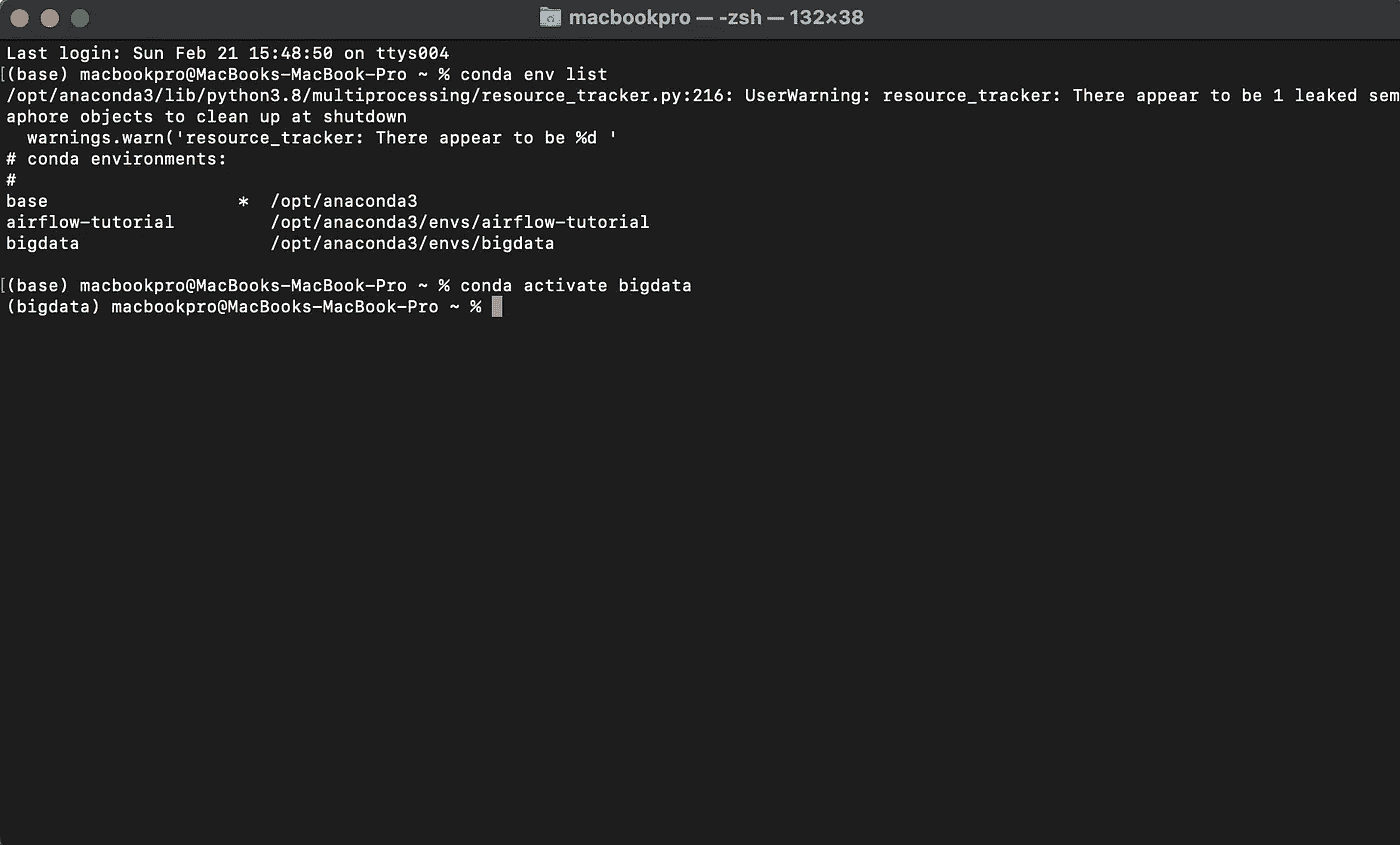 macbookpro — -zsh — 132×38
Last login: Sun Feb 21 15:48:50 on ttys004
[(base) macbookpro@MacBooks-MacBook-Pro ~ % conda env list
/opt/anaconda3/lib/python3.8/multiprocessing/resource_tracker.py:216: UserWarning: resource_tracker: There appear to be 1 leaked sem
aphore objects to clean up at shutdown
  warnings.warn('resource_tracker: There appear to be %d '
# conda environments:
#
base                  *  /opt/anaconda3
airflow-tutorial         /opt/anaconda3/envs/airflow-tutorial
bigdata                  /opt/anaconda3/envs/bigdata
[(base) macbookpro@MacBooks-MacBook-Pro ~ % conda activate bigdata
(bigdata) macbookpro@MacBooks-MacBook-Pro ~ %